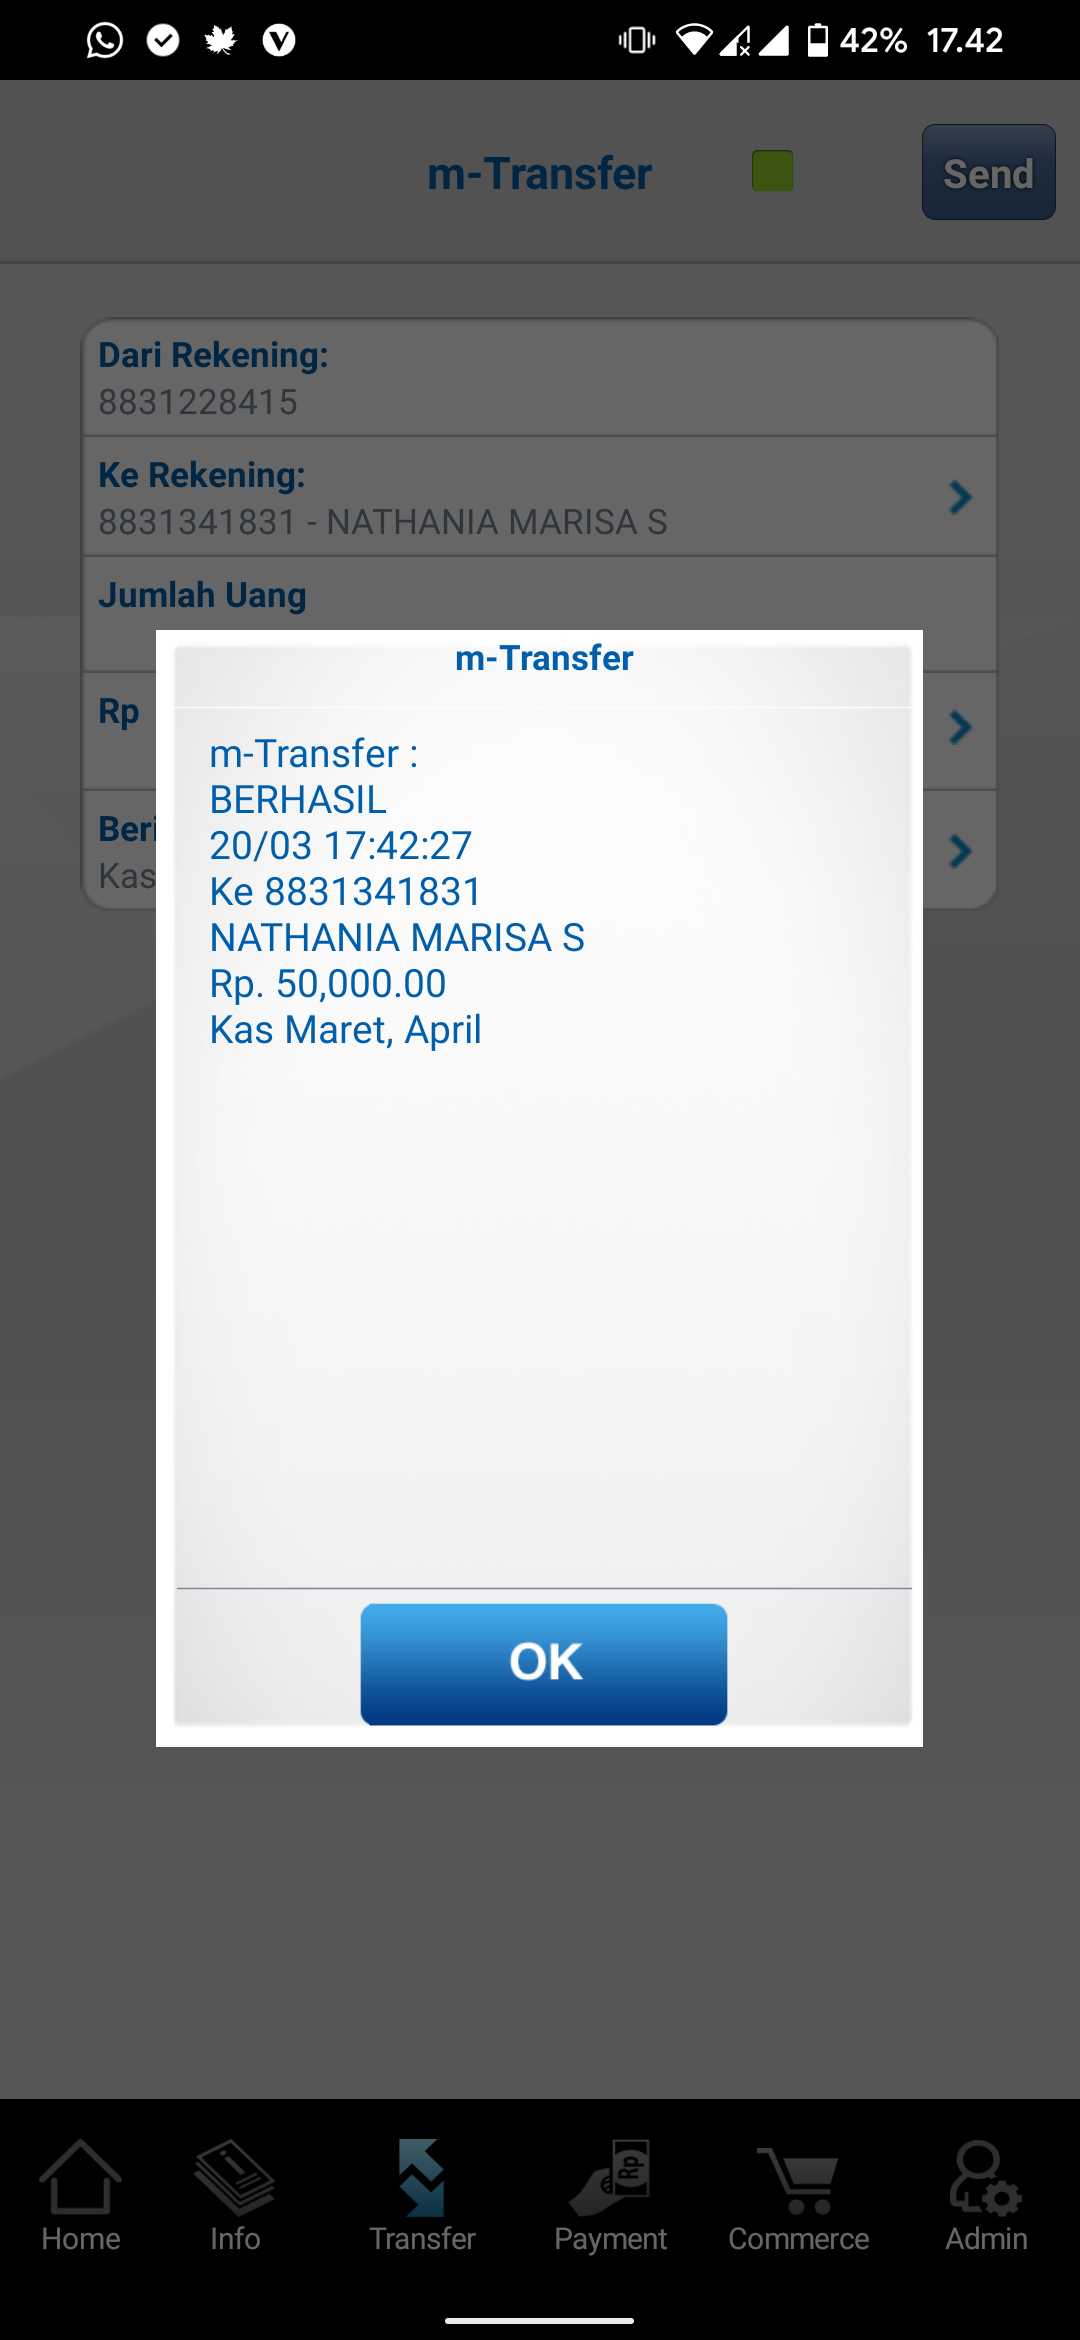 42% 17.42
m-Transfer
Send
Dari Rekening:
8831228415
Ke Rekening:
8831341831 - NATHANIA MARISA S
Jumlah Uang
Rp
Beri
Kas
m-Transfer
m-Transfer :
BERHASIL
20/03 17:42:27
Ke 8831341831
NATHANIA MARISA S
Rp. 50,000.00
Kas Maret, April
OK
Rp
Home Info Transfer Payment Commerce Admin